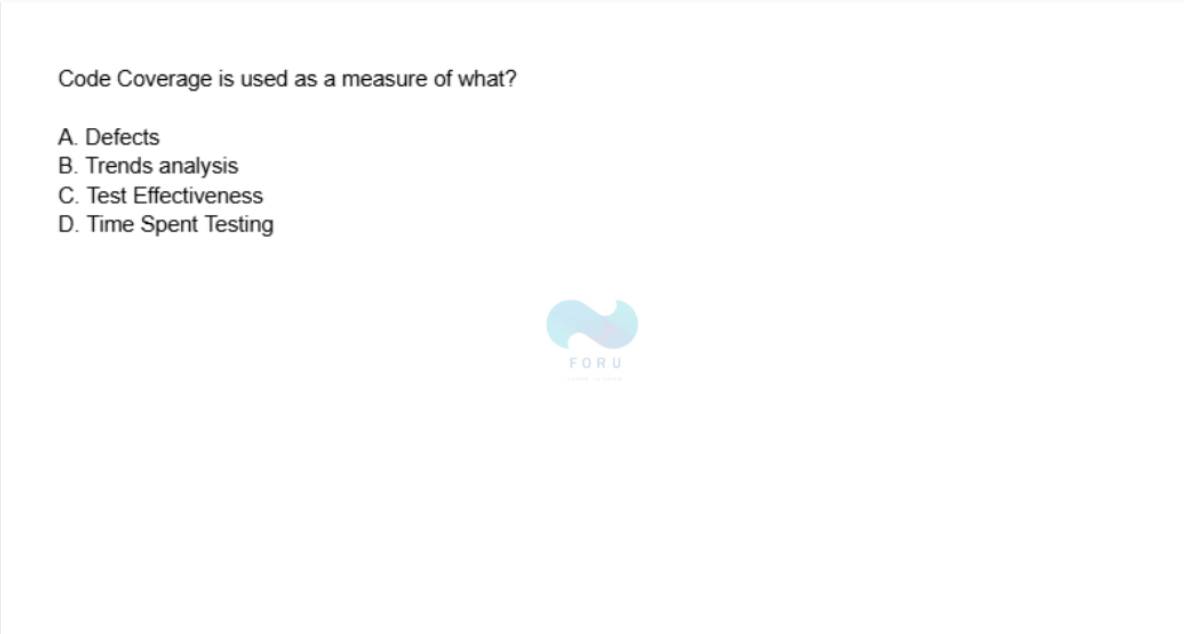 Code Coverage is used as a measure of what?
A. Defects
B. Trends analysis
C. Test Effectiveness
D. Time Spent Testing
FORU